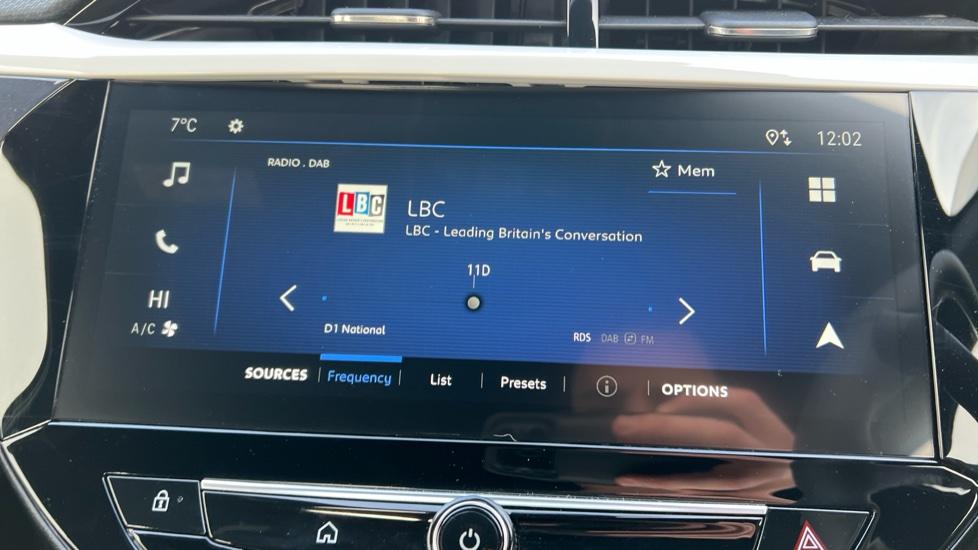 7°C
12:02
RADIO . DAB
Mem
LBC
LBC
LBC - Leading Britain's Conversation
11D
HI
A/C
D1 National
RDS DAB FM
SOURCES Frequency List Presets OPTIONS